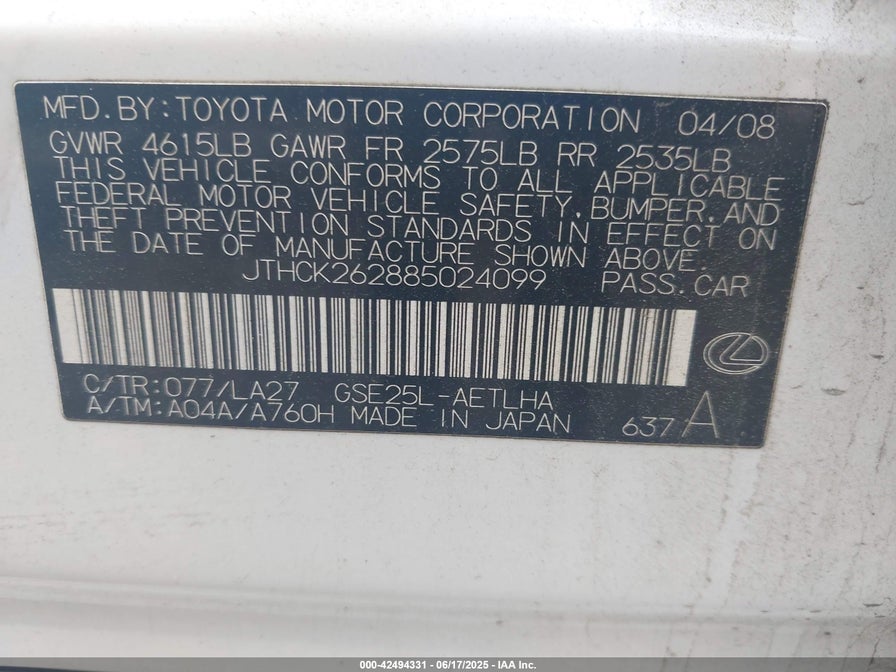 MFD. BY: TOYOTA MOTOR CORPORATION 04/08
GVWR 4615LB GAWR FR 2575LB RR 2535LB
THIS VEHICLE CONFORMS TO ALL APPLICABLE
FEDERAL MOTOR VEHICLE SAFETY, BUMPER, AND
THEFT PREVENTION STANDARDS IN EFFECT ON
THE DATE OF MANUFACTURE SHOWN ABOVE.
JTHCK262885024099 PASS. CAR
C/TR: 077/LA27 GSE25L-AETLHA
A/TM: A04A/A760H MADE IN JAPAN 637 A
000-42494331 - 06/17/2025 - IAA Inc.